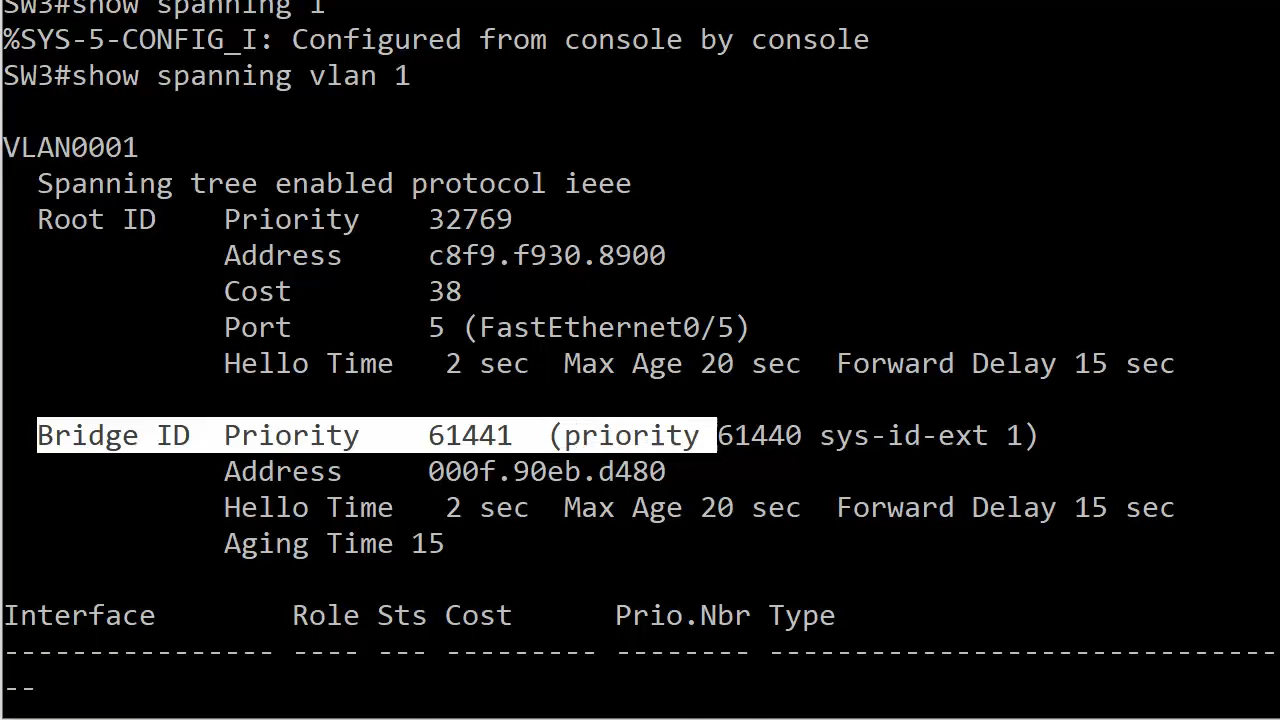 SW3#show spanning 1
%SYS-5-CONFIG_I: Configured from console by console
SW3#show spanning vlan 1
VLAN0001
Spanning tree enabled protocol ieee
Root ID Priority 32769
Address c8f9.f930.8900
Cost 38
Port 5 (FastEthernet0/5)
Hello Time 2 sec Max Age 20 sec Forward Delay 15 sec
Bridge ID Priority 61441 (priority 61440 sys-id-ext 1)
Address 000f.90eb.d480
Hello Time 2 sec Max Age 20 sec Forward Delay 15 sec
Aging Time 15
Interface Role Sts Cost Prio.Nbr Type
---------------- ---- --- --------- -------- ------------------------------
--